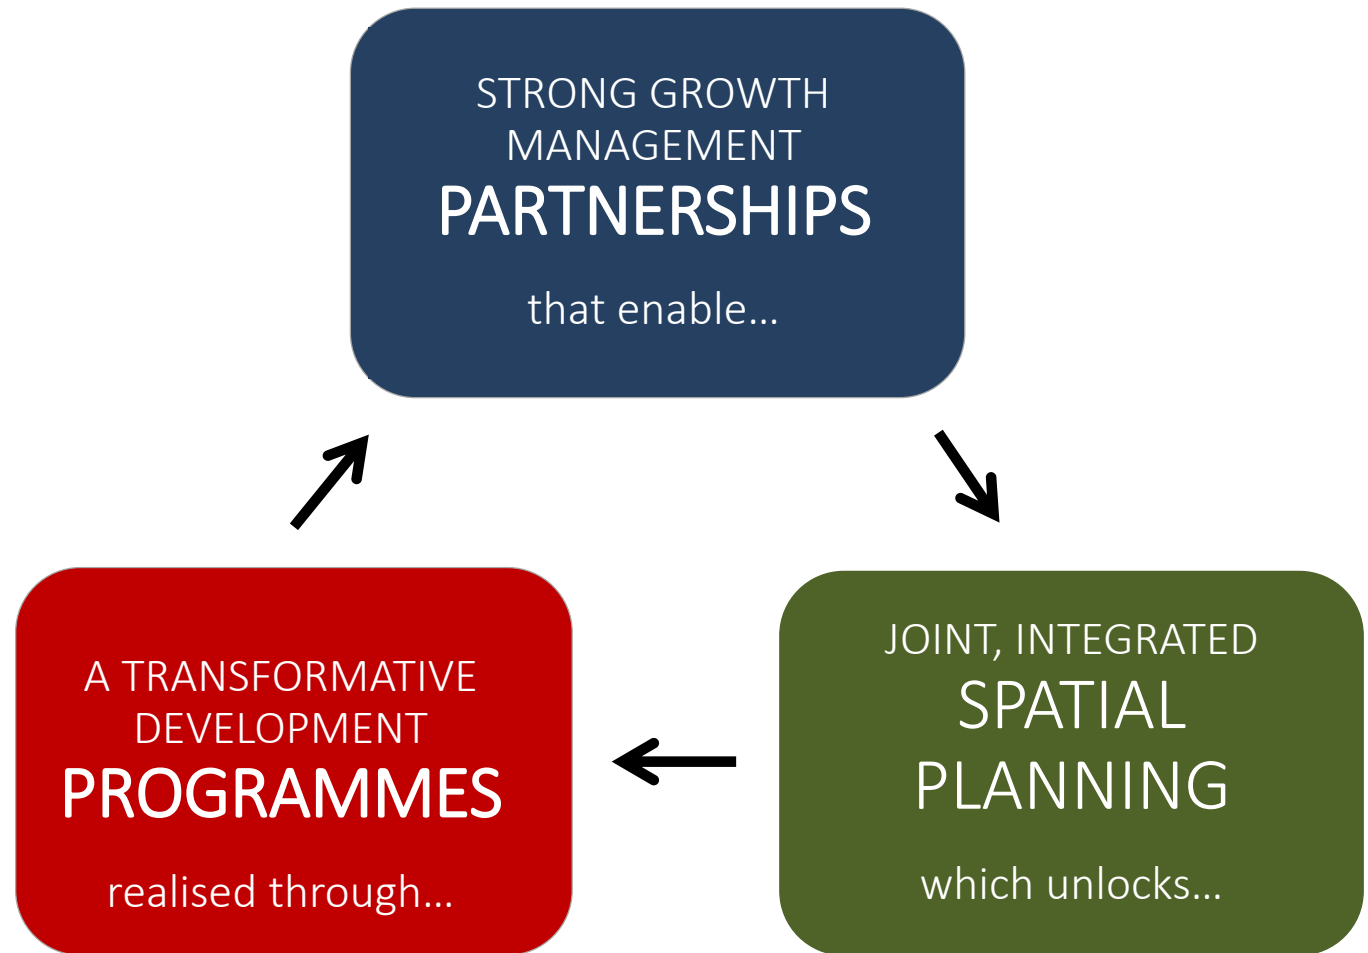 STRONG GROWTH
MANAGEMENT
PARTNERSHIPS
that enable...
JOINT, INTEGRATED
SPATIAL
PLANNING
which unlocks...
A TRANSFORMATIVE
DEVELOPMENT
PROGRAMMES
realised through...